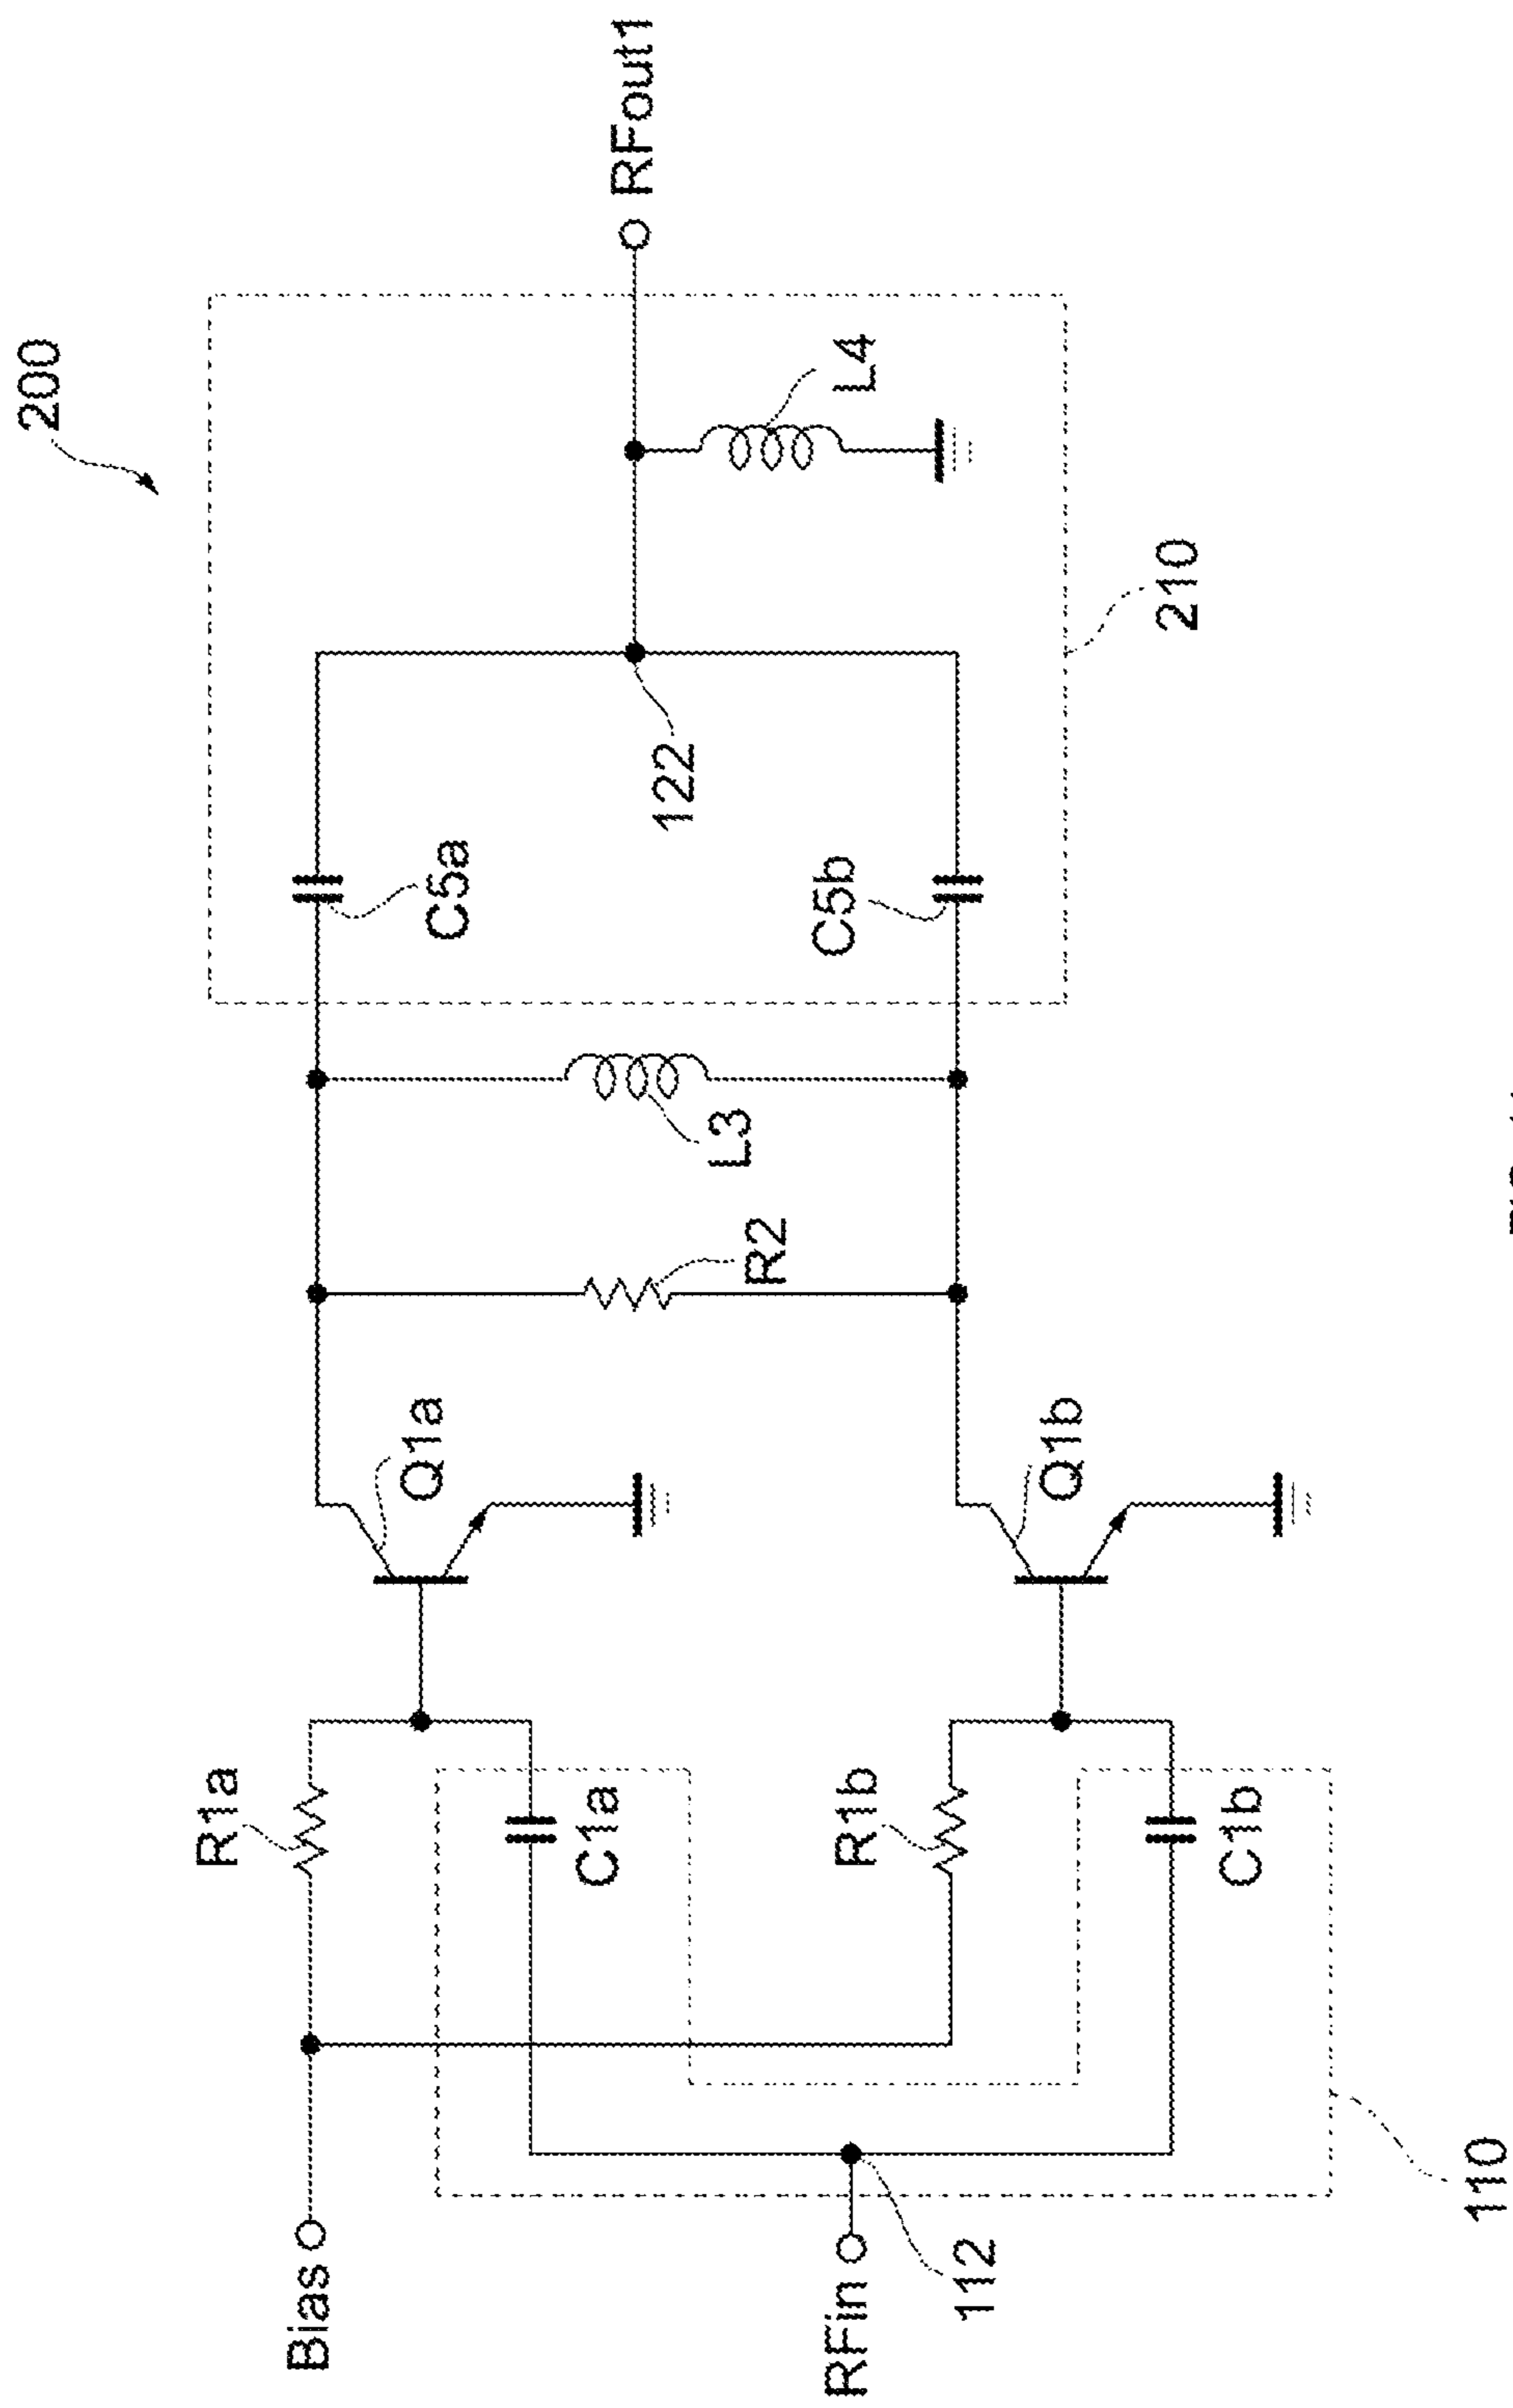 200
Bias
R1a
C1a
Q1a
R2
L3
C5a
122
L4
RFout1
RFin
112
R1b
C1b
Q1b
C5b
210
110